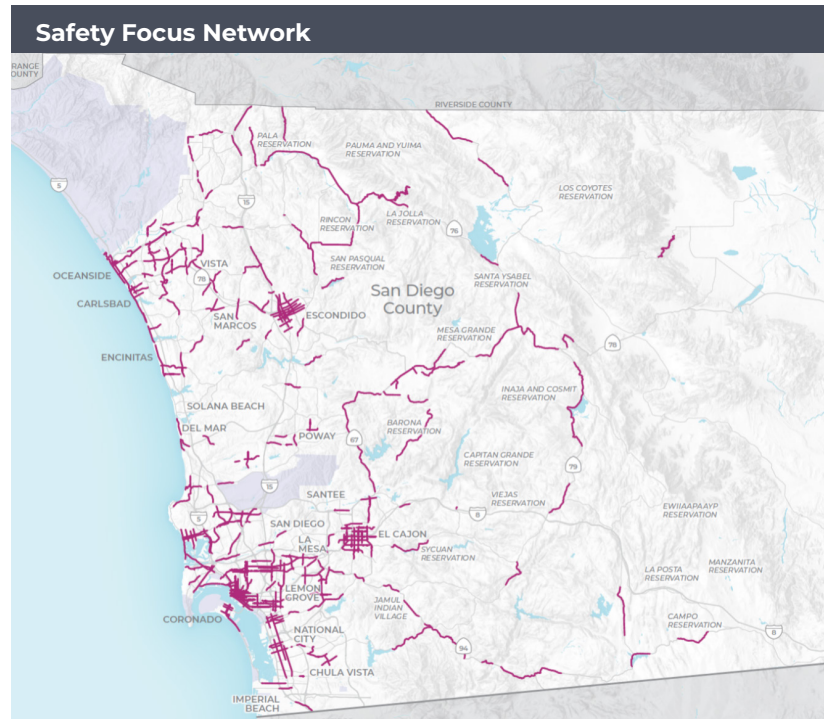 Safety Focus Network
RANGE
OUNTY
RIVERSIDE COUNTY
PALA
RESERVATION
PAUMA AND YUIMA
RESERVATION
5
15
LOS COYOTES
RESERVATION
RINCON
RESERVATION
LA JOLLA
RESERVATION
76
OCEANSIDE
VISTA
78
SAN PASQUAL
RESERVATION
SANTA YSABEL
RESERVATION
CARLSBAD
San Diego
County
SAN
MARCOS
ESCONDIDO
MESA GRANDE
RESERVATION
78
ENCINITAS
INAJA AND COSMIT
RESERVATION
SOLANA BEACH
DEL MAR
POWAY
67
BARONA
RESERVATION
CAPITAN GRANDE
RESERVATION
79
15
SANTEE
VIEJAS
RESERVATION
8
5
SAN DIEGO
EWIIAAPAAYP
RESERVATION
LA
MESA
EL CAJON
SYCUAN
RESERVATION
LA POSTA
RESERVATION
MANZANITA
RESERVATION
LEMON
GROVE
JAMUL
INDIAN
VILLAGE
CORONADO
CAMPO
RESERVATION
8
NATIONAL
CITY
94
CHULA VISTA
IMPERIAL
BEACH